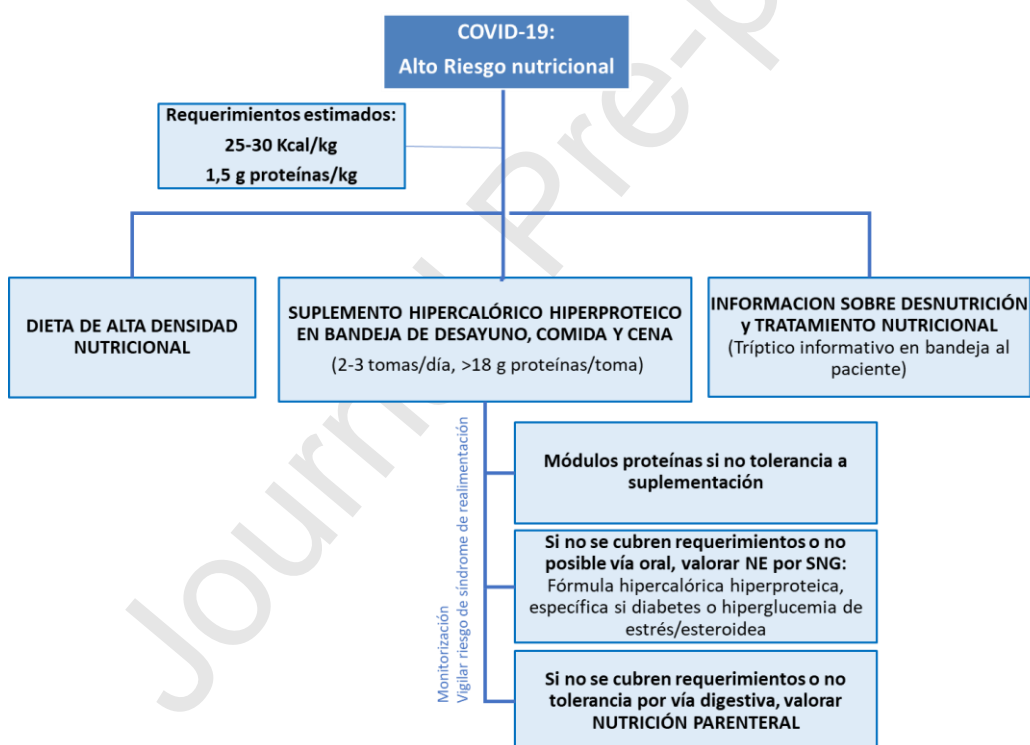 COVID-19:
Alto Riesgo nutricional
Requerimientos estimados:
25-30 Kcal/kg
1,5 g proteínas/kg
DIETA DE ALTA DENSIDAD
NUTRICIONAL
SUPLEMENTO HIPERCALÓRICO HIPERPROTEICO
EN BANDEJA DE DESAYUNO, COMIDA Y CENA
(2-3 tomas/día, >18 g proteínas/toma)
INFORMACION SOBRE DESNUTRICIÓN
y TRATAMIENTO NUTRICIONAL
(Tríptico informativo en bandeja al
paciente)
Monitorización
Vigilar riesgo de síndrome de realimentación
Módulos proteínas si no tolerancia a
suplementación
Si no se cubren requerimientos o no
posible vía oral, valorar NE por SNG:
Fórmula hipercalórica hiperproteica,
específica si diabetes o hiperglucemia de
estrés/esteroidea
Si no se cubren requerimientos o no
tolerancia por vía digestiva, valorar
NUTRICIÓN PARENTERAL
Journal Pre-p